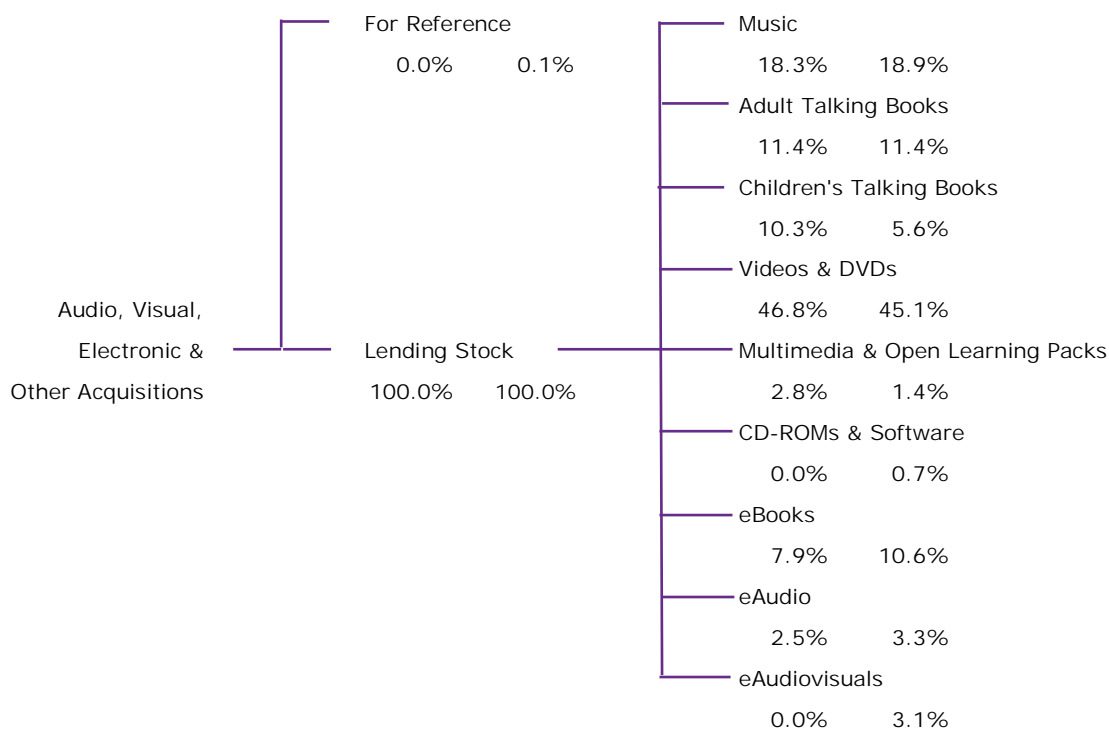 Audio, Visual,
Electronic &
Other Acquisitions
For Reference
0.0% 0.1%
Lending Stock
100.0% 100.0%
Music
18.3% 18.9%
Adult Talking Books
11.4% 11.4%
Children's Talking Books
10.3% 5.6%
Videos & DVDs
46.8% 45.1%
Multimedia & Open Learning Packs
2.8% 1.4%
CD-ROMs & Software
0.0% 0.7%
eBooks
7.9% 10.6%
eAudio
2.5% 3.3%
eAudiovisuals
0.0% 3.1%